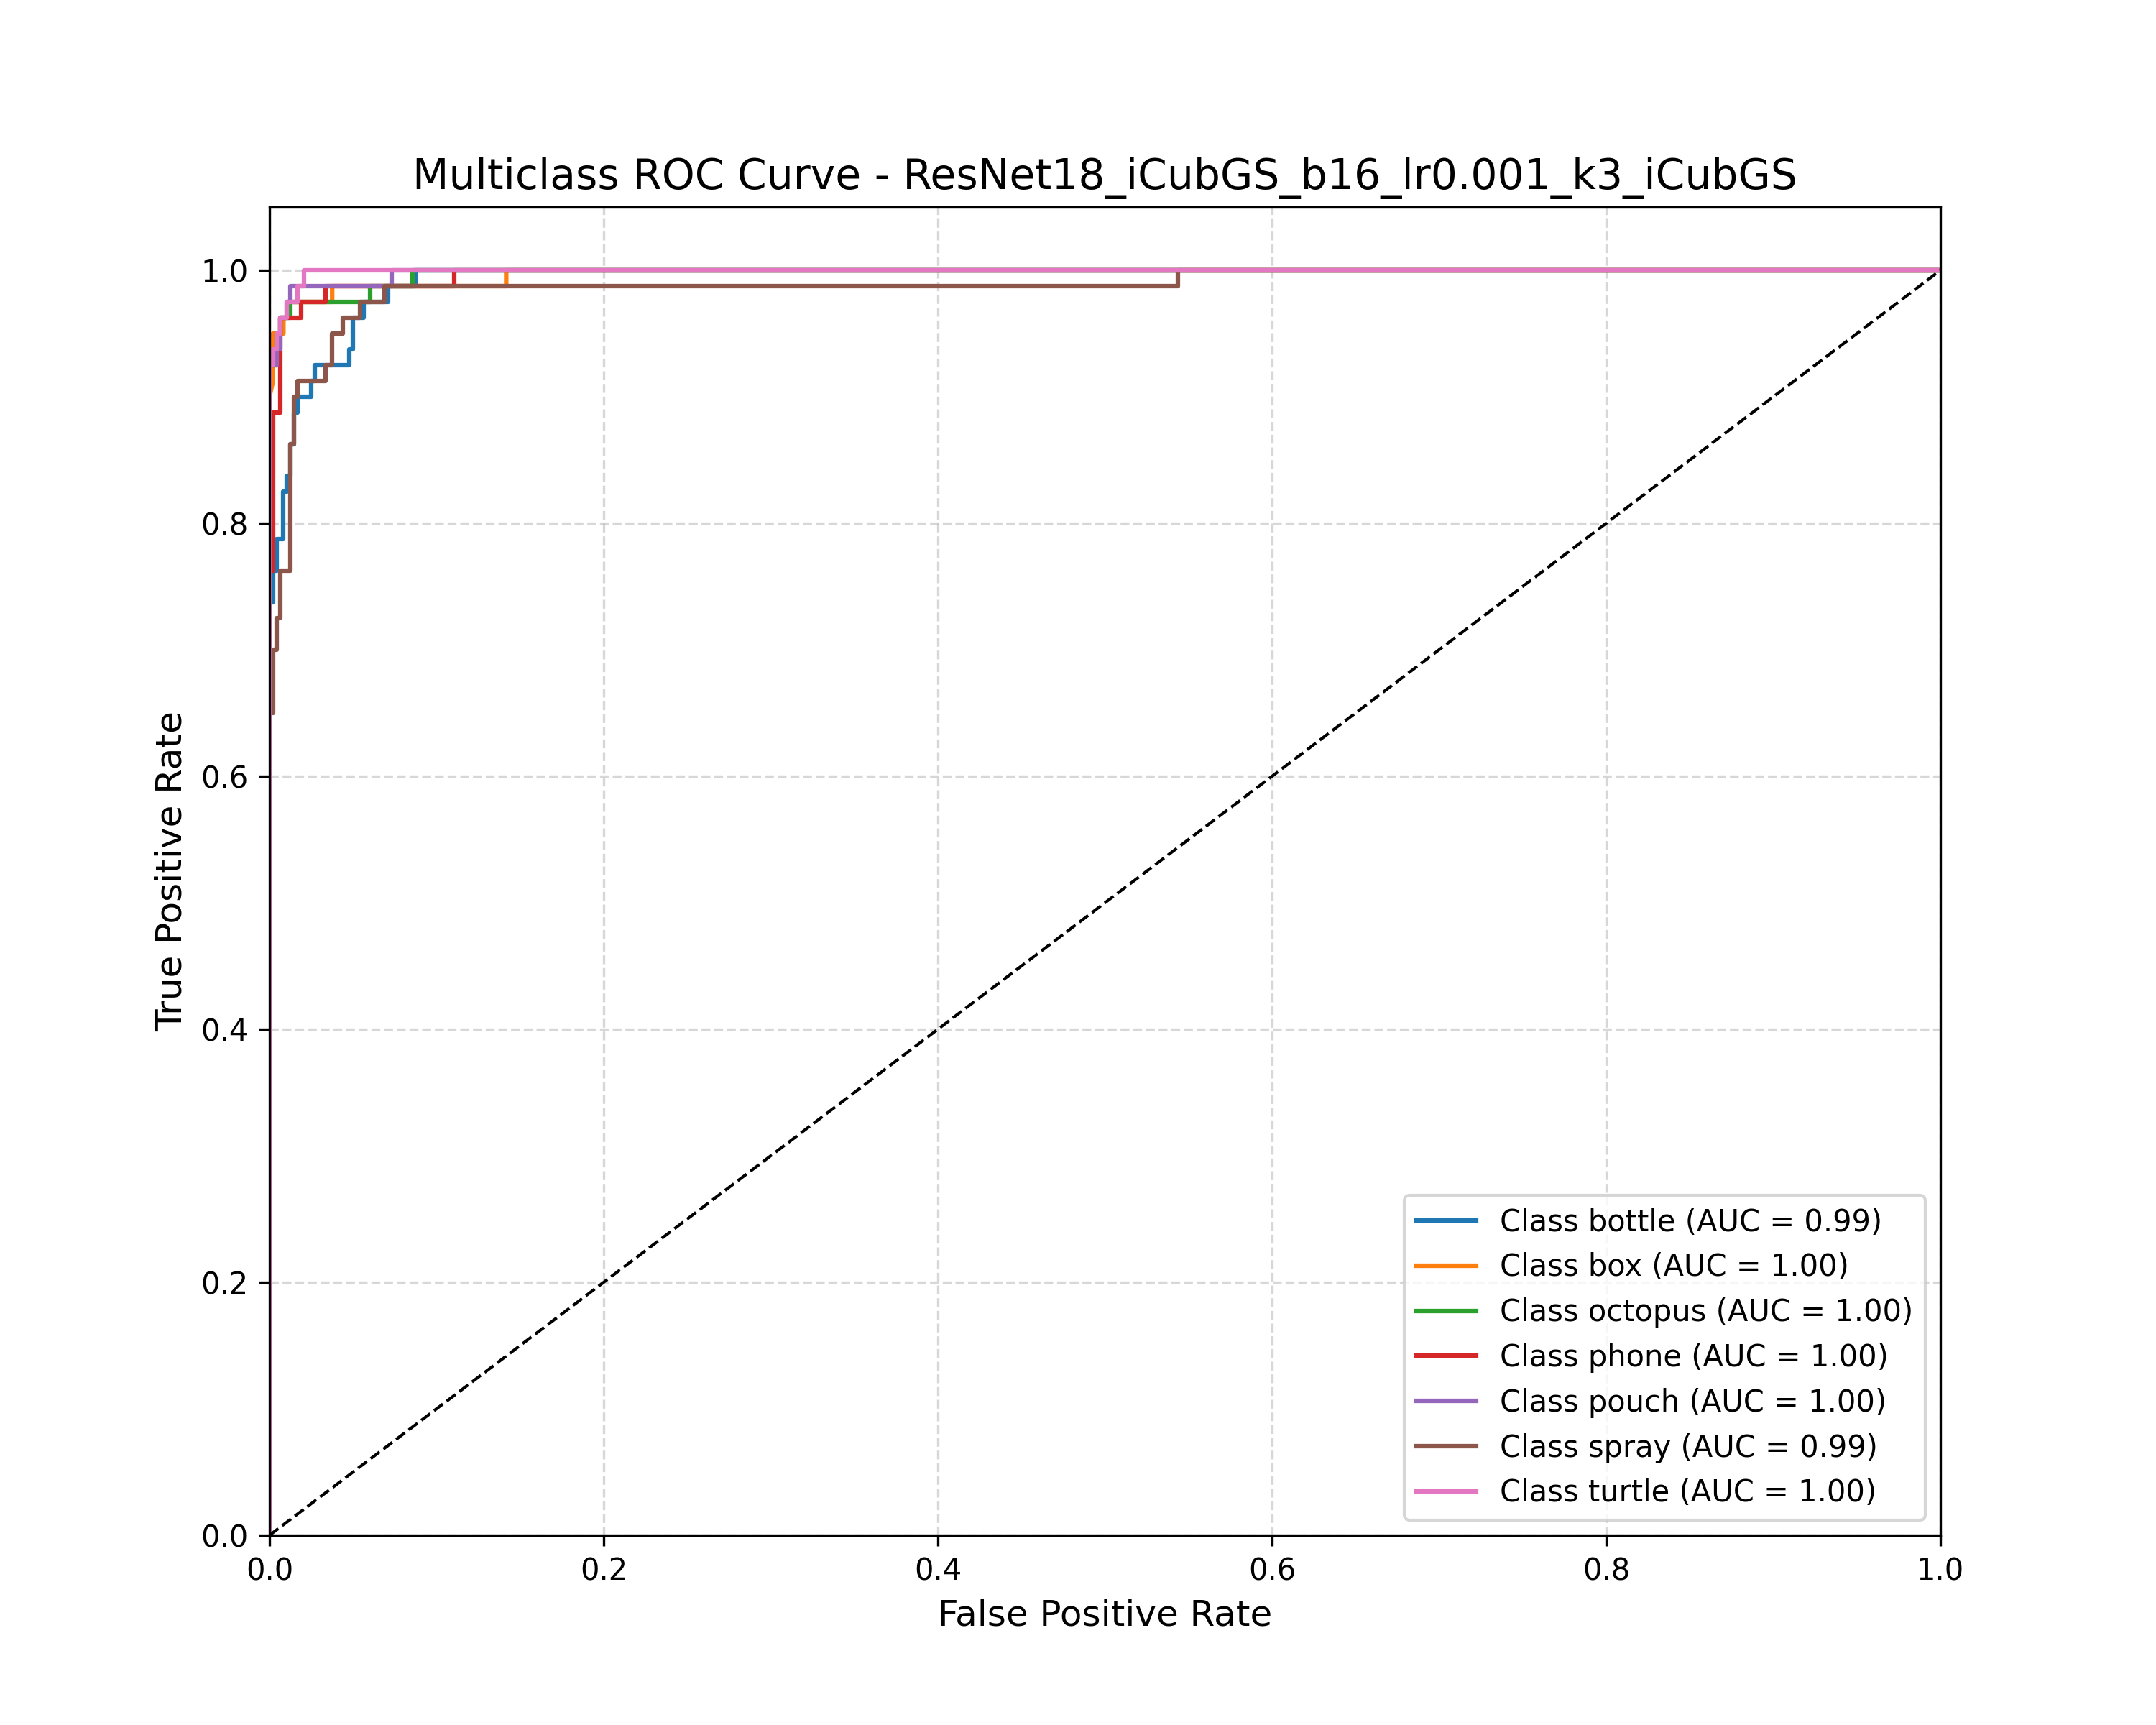 Multiclass ROC Curve - ResNet18_iCubGS_b16_lr0.001_k3_iCubGS
1.0
0.8
0.6
0.4
0.2
0.0
True Positive Rate
0.0 0.2 0.4 0.6 0.8 1.0
False Positive Rate
Class bottle (AUC = 0.99)
Class box (AUC = 1.00)
Class octopus (AUC = 1.00)
Class phone (AUC = 1.00)
Class pouch (AUC = 1.00)
Class spray (AUC = 0.99)
Class turtle (AUC = 1.00)